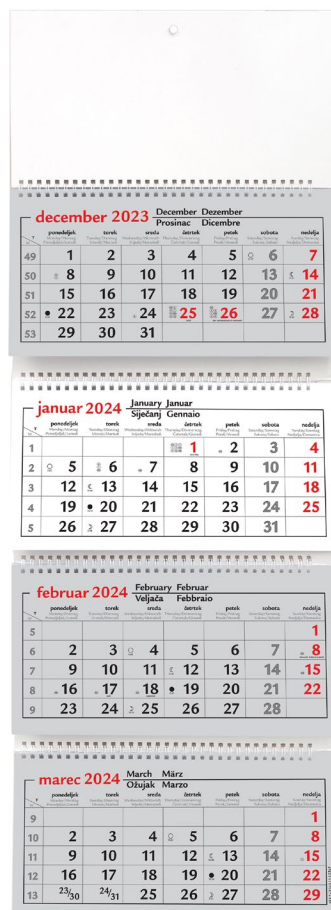 december 2023 December Dezember
Prosinac Dicembre
ponedeljek torek sreda četrtek petek sobota nedelja
49 1 2 3 4 5 6 7
50 8 9 10 11 12 13 14
51 15 16 17 18 19 20 21
52 22 23 24 25 26 27 28
53 29 30 31
januar 2024 January Januar
Siječanj Gennaio
ponedeljek torek sreda četrtek petek sobota nedelja
1 1 2 3 4
2 5 6 7 8 9 10 11
3 12 13 14 15 16 17 18
4 19 20 21 22 23 24 25
5 26 27 28 29 30 31
februar 2024 February Februar
Veljača Febbraio
ponedeljek torek sreda četrtek petek sobota nedelja
5 1
6 2 3 4 5 6 7 8
7 9 10 11 12 13 14 15
8 16 17 18 19 20 21 22
9 23 24 25 26 27 28
marec 2024 March März
Ožujak Marzo
ponedeljek torek sreda četrtek petek sobota nedelja
9 1
10 2 3 4 5 6 7 8
11 9 10 11 12 13 14 15
12 16 17 18 19 20 21 22
13 23/30 24/31 25 26 27 28 29